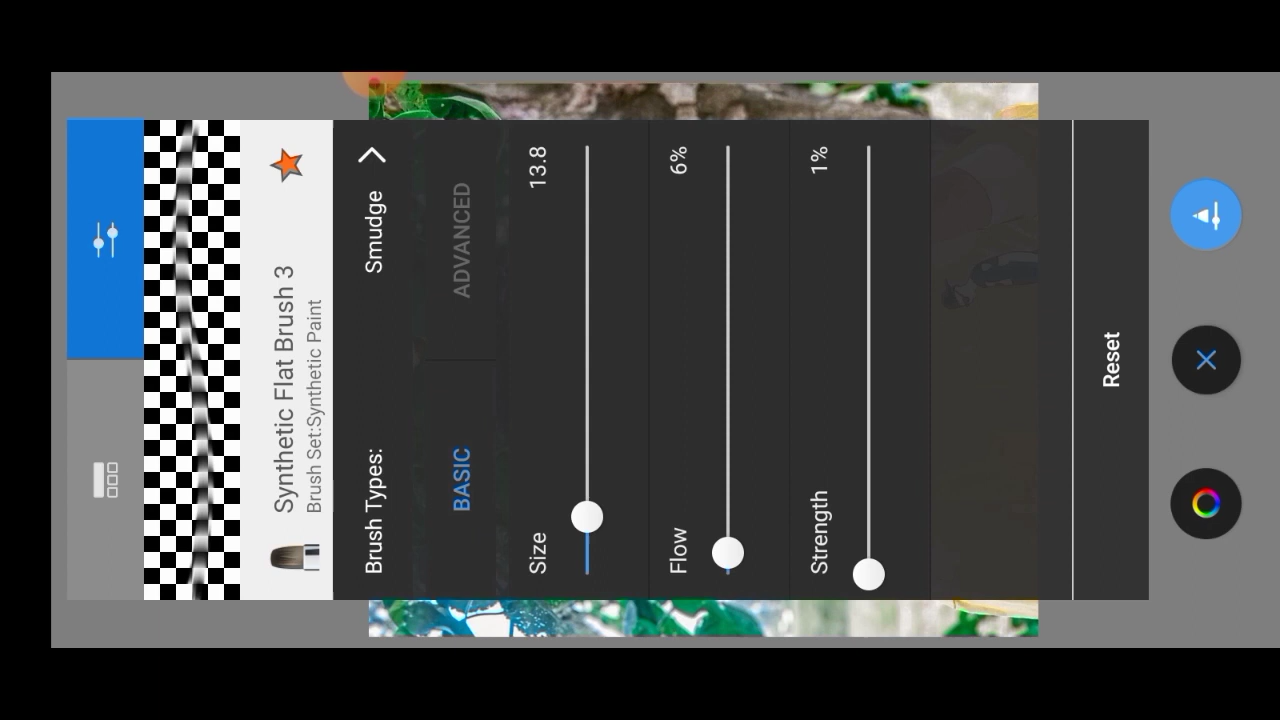 Synthetic Flat Brush 3
Brush Set:Synthetic Paint
Brush Types: Smudge
BASIC ADVANCED
Size 13.8
Flow 6%
Strength 1%
Reset